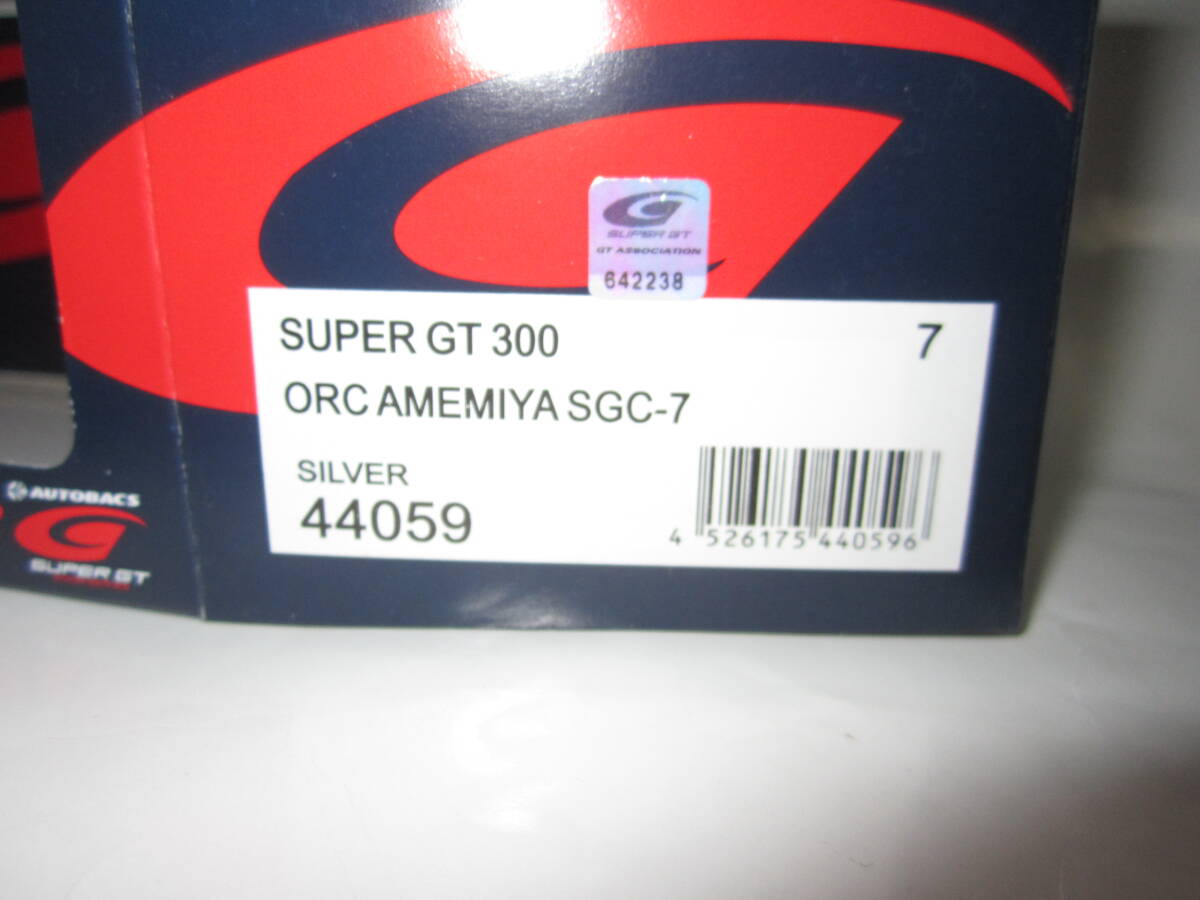 SUPER GT
GT ASSOCIATION
642238
SUPER GT 300 7
ORC AMEMIYA SGC-7
SILVER
44059
4 526175 440596
AUTOBACS
SUPER GT